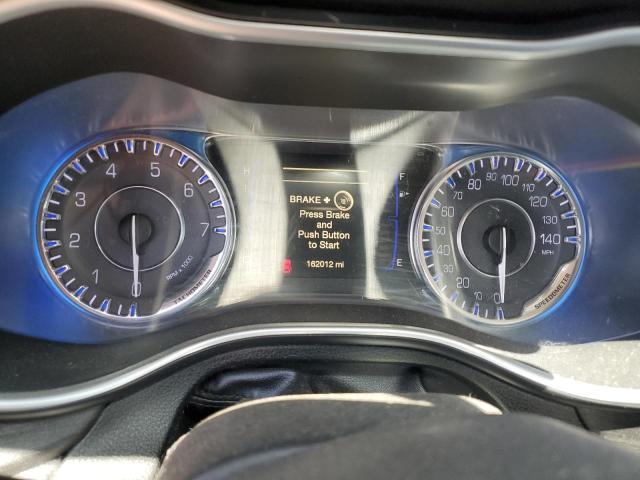 1 2 3 4 5 6 7
0
RPM x 1000
TACHOMETER
H
BRAKE +
Press Brake
and
Push Button
to Start
162012 mi
F
E
0 10 20 30 40 50 60 70 80 90 100 110 120 130 140
MPH
SPEEDOMETER